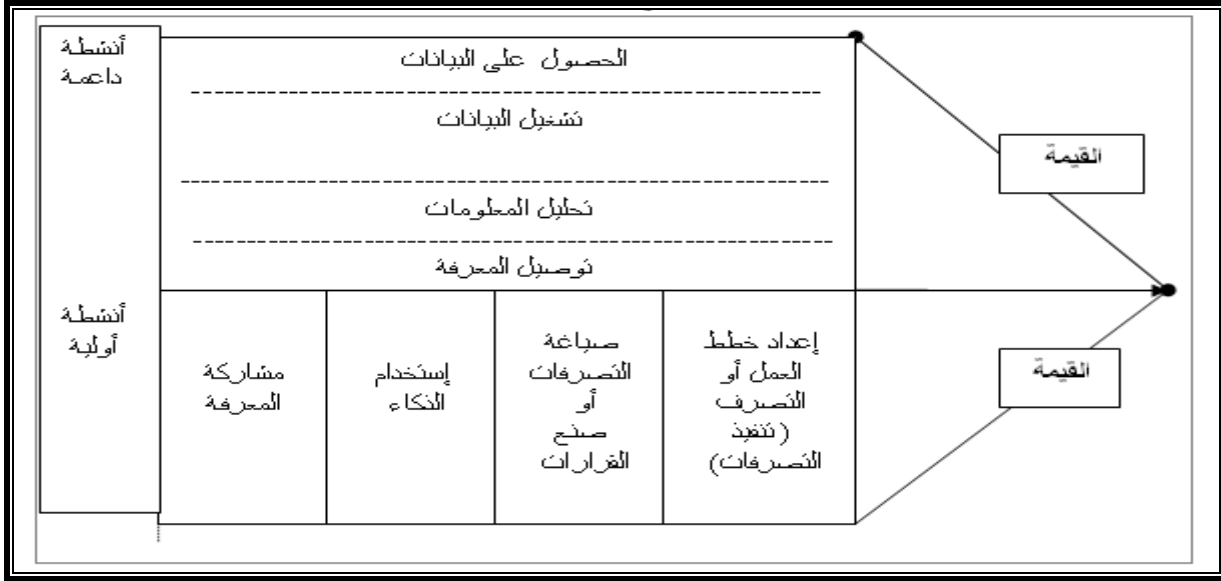 أنشطة
داعمة
الحصول على البيانات
تشغيل البيانات
تحليل المعلومات
توصيل المعرفة
القيمة
أنشطة
أولية
مشاركة
المعرفة
إستخدام
الذكاء
صياغة
التصرفات
أو
صنع
القرارات
إعداد خطط
العمل أو
التصرف
(تنفيذ
التصرفات)
القيمة